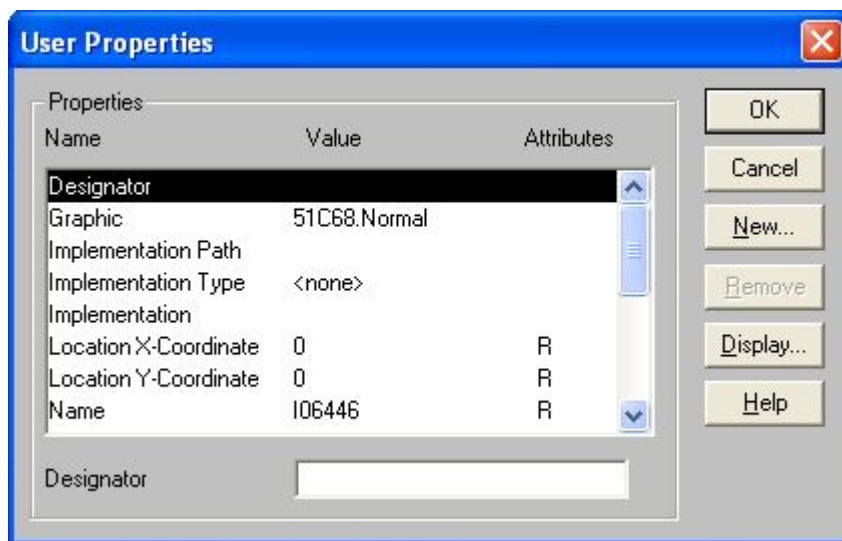 User Properties
Properties
Name Value Attributes
Designator
Graphic 51C68.Normal
Implementation Path
Implementation Type <none>
Implementation
Location X-Coordinate 0 R
Location Y-Coordinate 0 R
Name I06446 R
Designator
OK
Cancel
New...
Remove
Display...
Help